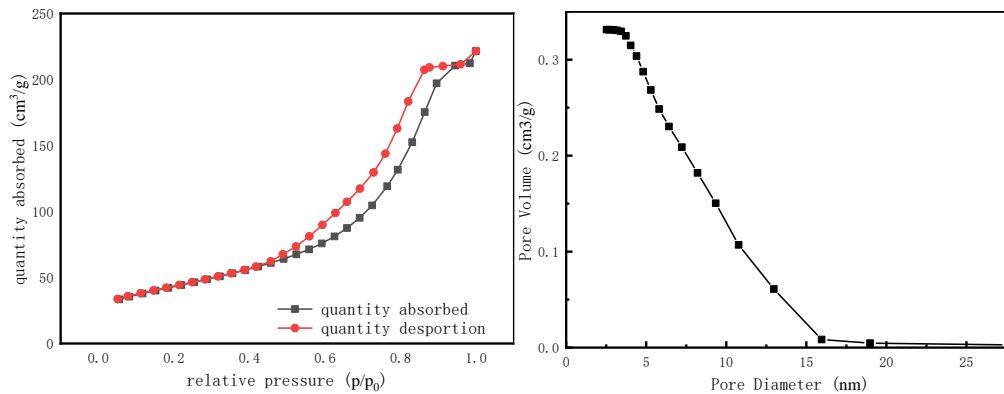 250
200
150
100
50
0
quantity absorbed (cm³/g)
quantity absorbed
quantity desportion
0.0 0.2 0.4 0.6 0.8 1.0
relative pressure (p/p₀)
0.3
0.2
0.1
0.0
Pore Volume (cm3/g)
0 5 10 15 20 25
Pore Diameter (nm)